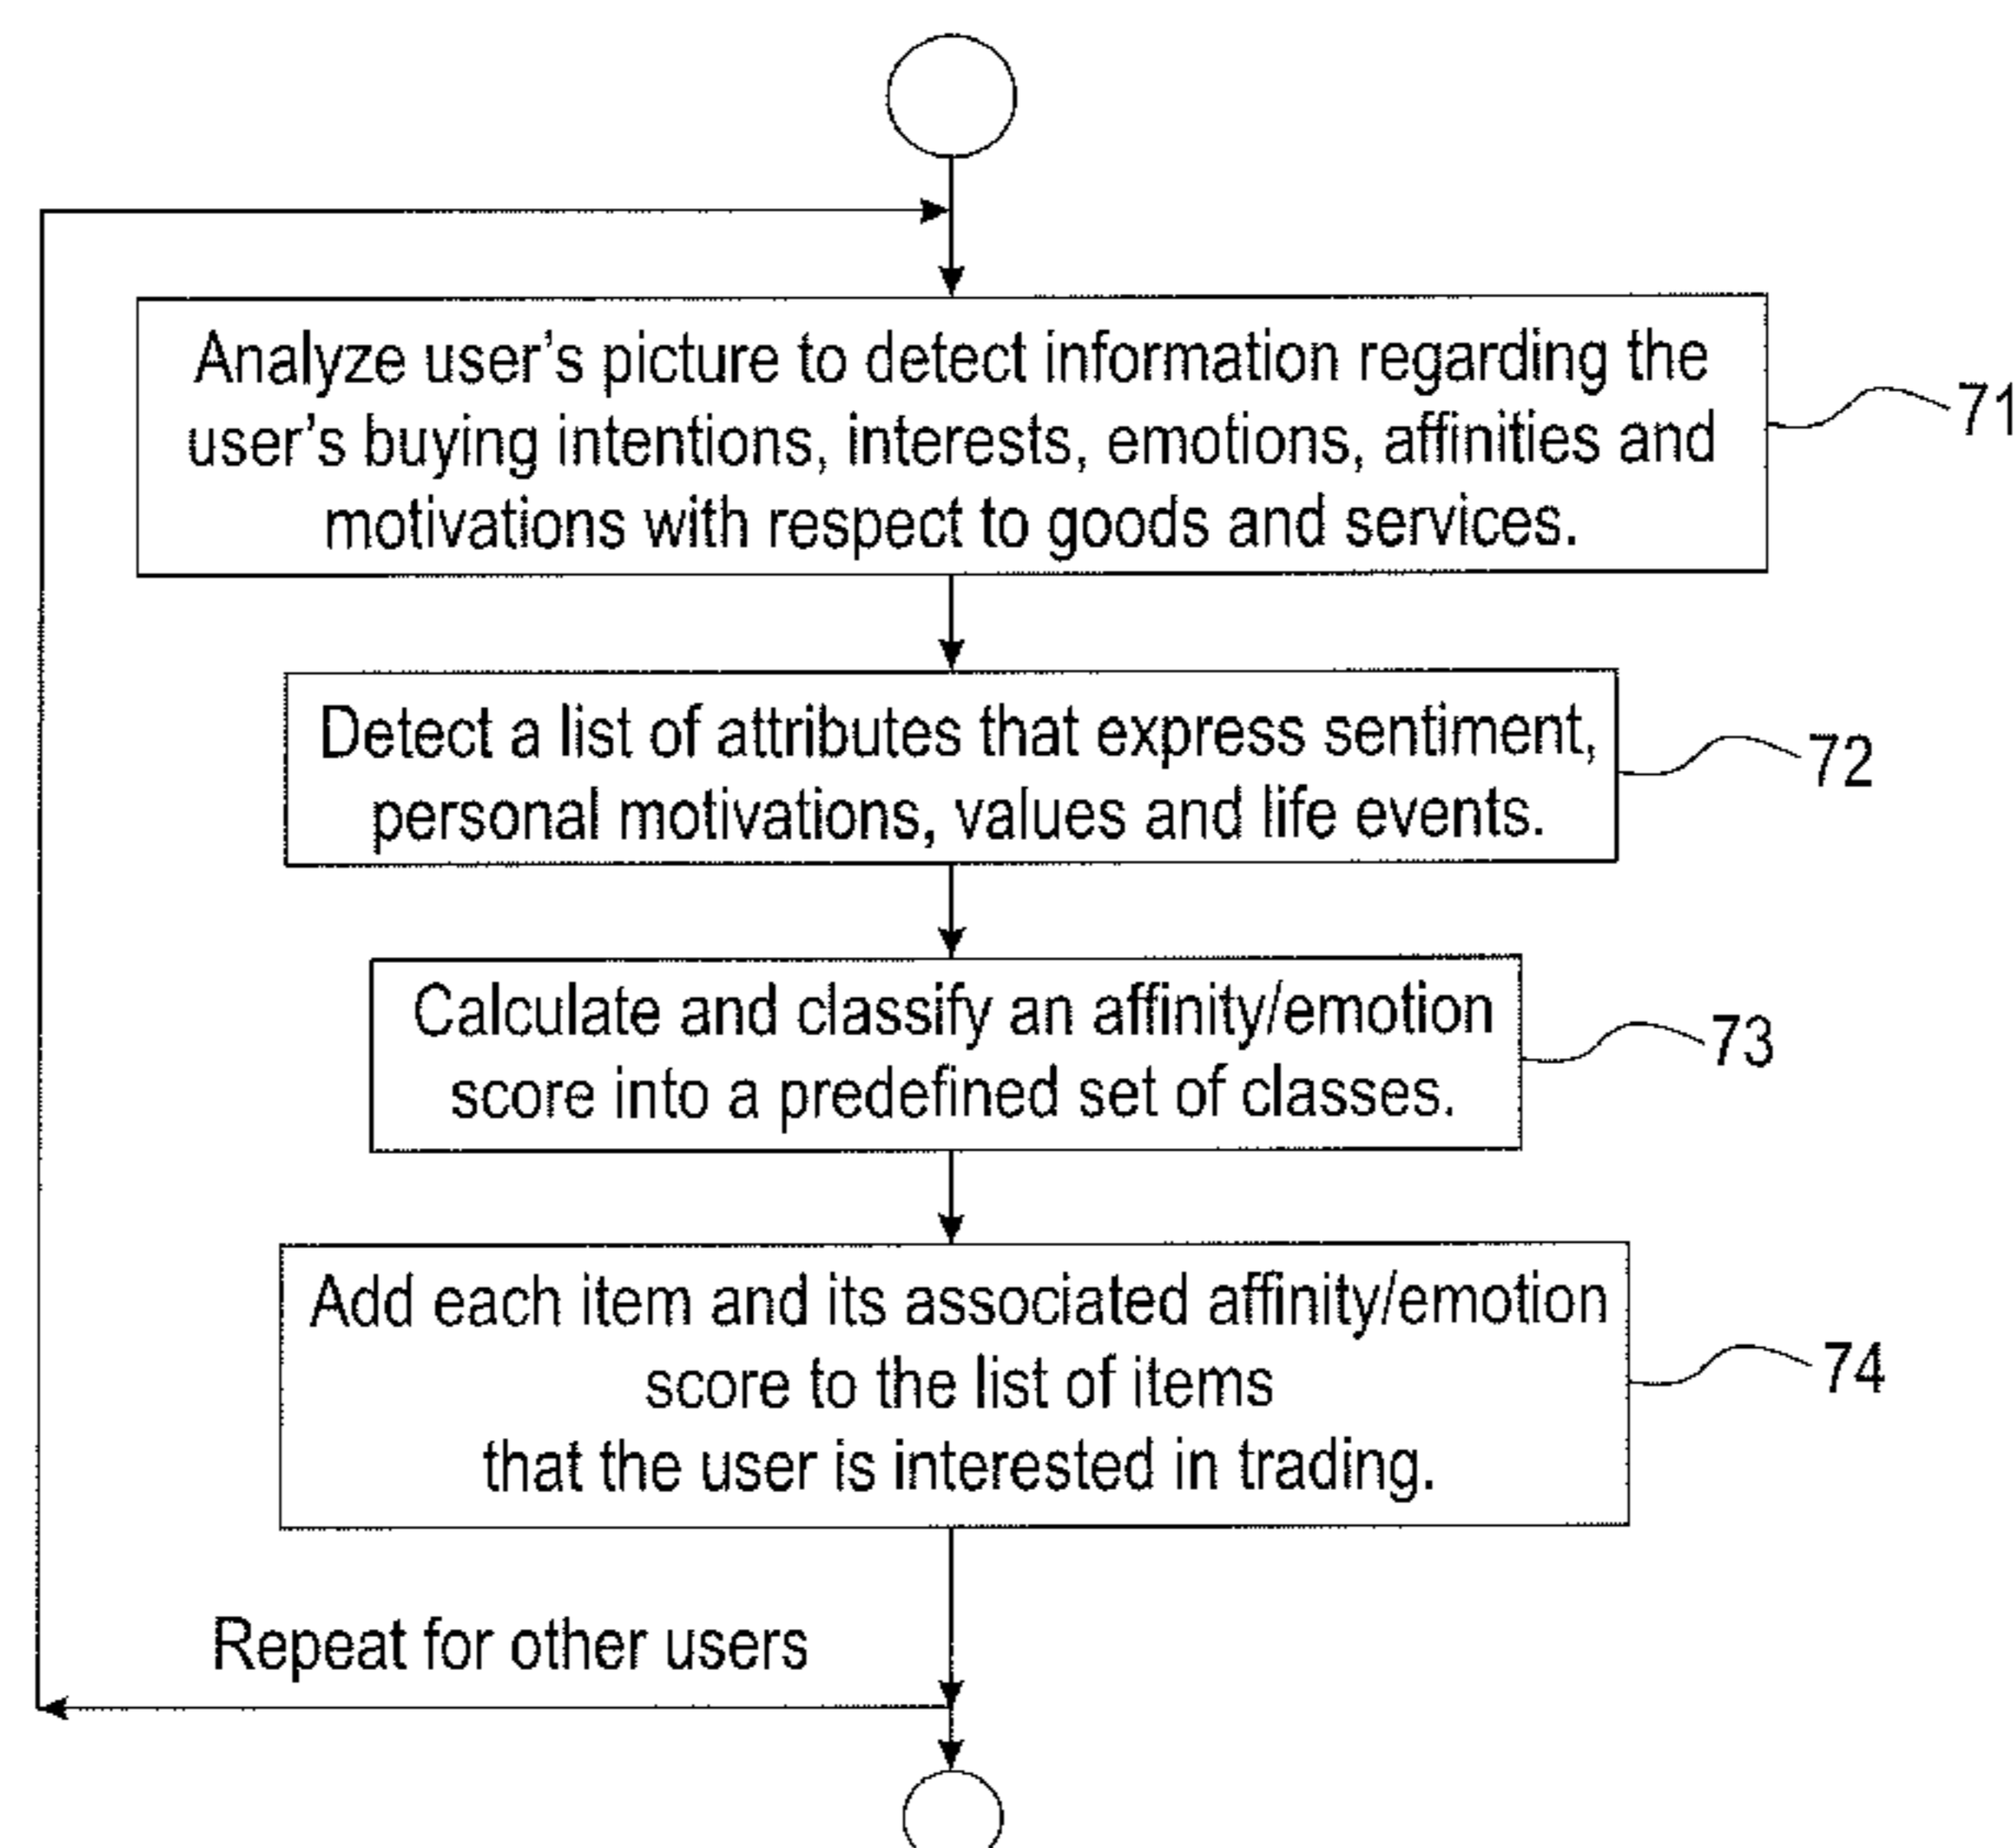 Analyze user's picture to detect information regarding the
user's buying intentions, interests, emotions, affinities and
motivations with respect to goods and services.
71
Detect a list of attributes that express sentiment,
personal motivations, values and life events.
72
Calculate and classify an affinity/emotion
score into a predefined set of classes.
73
Add each item and its associated affinity/emotion
score to the list of items
that the user is interested in trading.
74
Repeat for other users